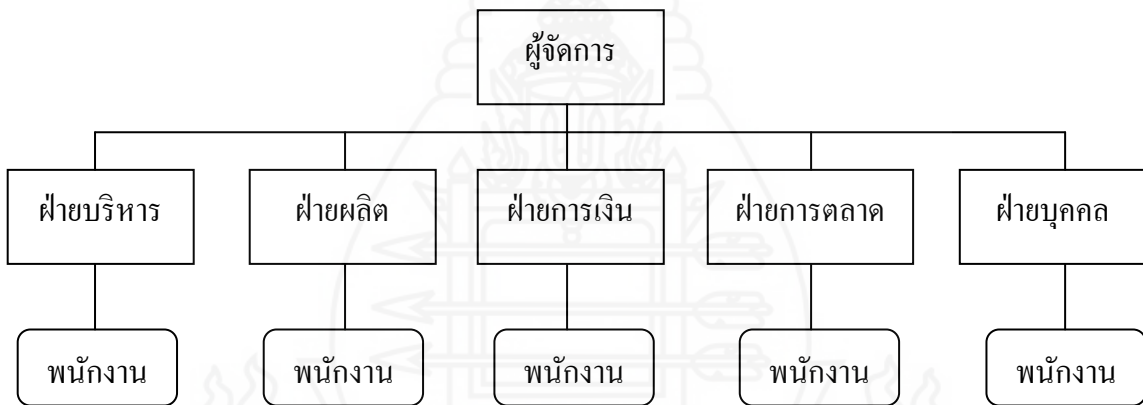 ผู้จัดการ
ฝ่ายบริหาร
ฝ่ายผลิต
ฝ่ายการเงิน
ฝ่ายการตลาด
ฝ่ายบุคคล
พนักงาน
พนักงาน
พนักงาน
พนักงาน
พนักงาน